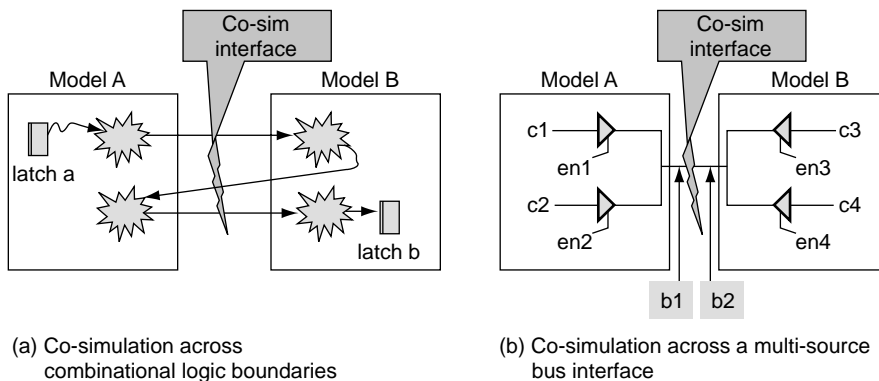 Co-sim
interface
Model A
Model B
latch a
latch b
(a) Co-simulation across
combinational logic boundaries
Co-sim
interface
Model A
Model B
c1
en1
c2
en2
c3
en3
c4
en4
b1
b2
(b) Co-simulation across a multi-source
bus interface